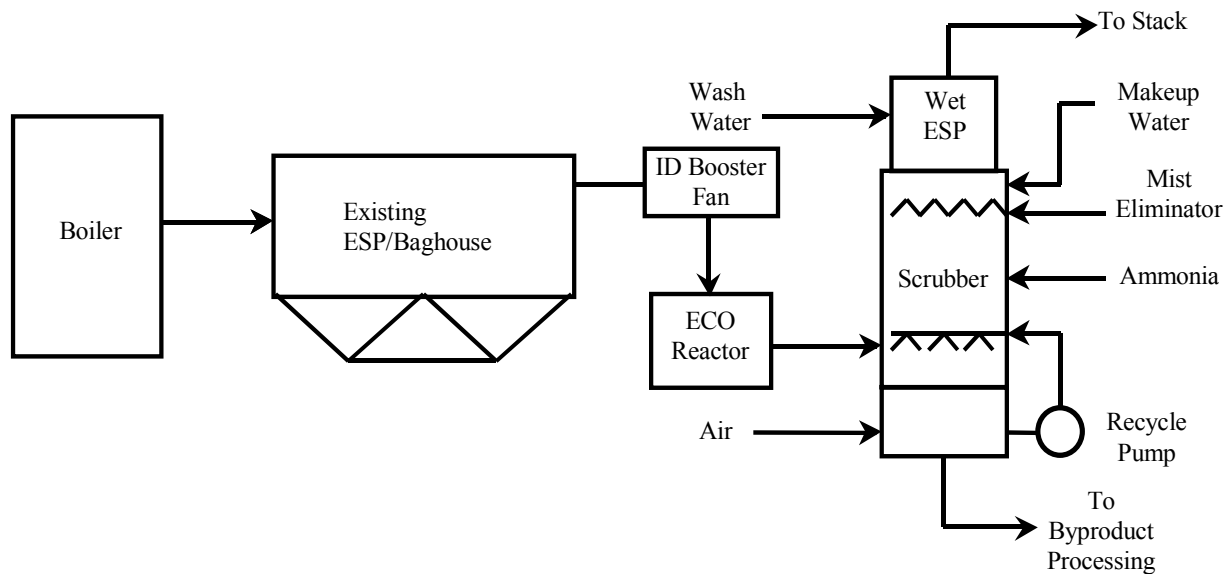 To Stack
Wash
Water
Wet
ESP
Makeup
Water
ID Booster
Fan
Mist
Eliminator
Boiler
Existing
ESP/Baghouse
Scrubber
Ammonia
ECO
Reactor
Air
Recycle
Pump
To
Byproduct
Processing